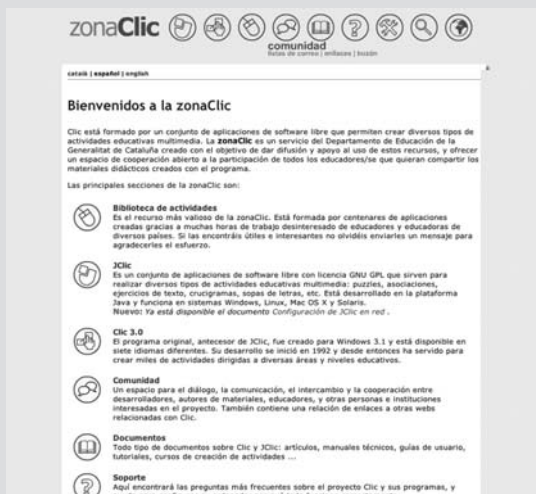 zonaClic
comunidad
listas de correo | enlaces | buzón
català | español | english
Bienvenidos a la zonaClic
Clic está formado por un conjunto de aplicaciones de software libre que permiten crear diversos tipos de
actividades educativas multimedia. La zonaClic es un servicio del Departamento de Educación de la
Generalitat de Cataluña creado con el objetivo de dar difusión y apoyo al uso de estos recursos, y ofrecer
un espacio de cooperación abierto a la participación de todos los educadores/se que quieran compartir los
materiales didácticos creados con el programa.
Las principales secciones de la zonaClic son:
Biblioteca de actividades
Es el recurso más valioso de la zonaClic. Está formada por centenares de aplicaciones
creadas gracias a muchas horas de trabajo desinteresado de educadores y educadoras de
diversos países. Si las encontráis útiles e interesantes no olvidéis enviarles un mensaje para
agradecerles el esfuerzo.
JClic
Es un conjunto de aplicaciones de software libre con licencia GNU GPL que sirven para
realizar diversos tipos de actividades educativas multimedia: puzzles, asociaciones,
ejercicios de texto, crucigramas, sopas de letras, etc. Está desarrollado en la plataforma
Java y funciona en sistemas Windows, Linux, Mac OS X y Solaris.
Nuevo: Ya está disponible el documento Configuración de JClic en red .
Clic 3.0
El programa original, antecesor de JClic, fue creado para Windows 3.1 y está disponible en
siete idiomas diferentes. Su desarrollo se inició en 1992 y desde entonces ha servido para
crear miles de actividades dirigidas a diversas áreas y niveles educativos.
Comunidad
Un espacio para el diálogo, la comunicación, el intercambio y la cooperación entre
desarrolladores, autores de materiales, educadores, y otras personas e instituciones
interesadas en el proyecto. También contiene una relación de enlaces a otras webs
relacionadas con Clic.
Documentos
Todo tipo de documentos sobre Clic y JClic: artículos, manuales técnicos, guías de usuario,
tutoriales, cursos de creación de actividades ...
Soporte
Aquí encontrará las preguntas más frecuentes sobre el proyecto Clic y sus programas, y